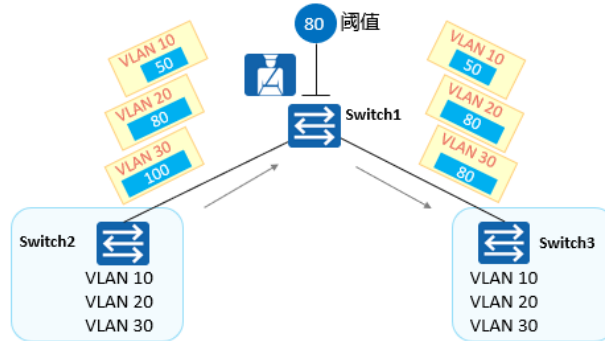 80 阈值
VLAN 10
50
VLAN 20
80
VLAN 30
100
Switch1
VLAN 10
50
VLAN 20
80
VLAN 30
80
Switch2
VLAN 10
VLAN 20
VLAN 30
Switch3
VLAN 10
VLAN 20
VLAN 30